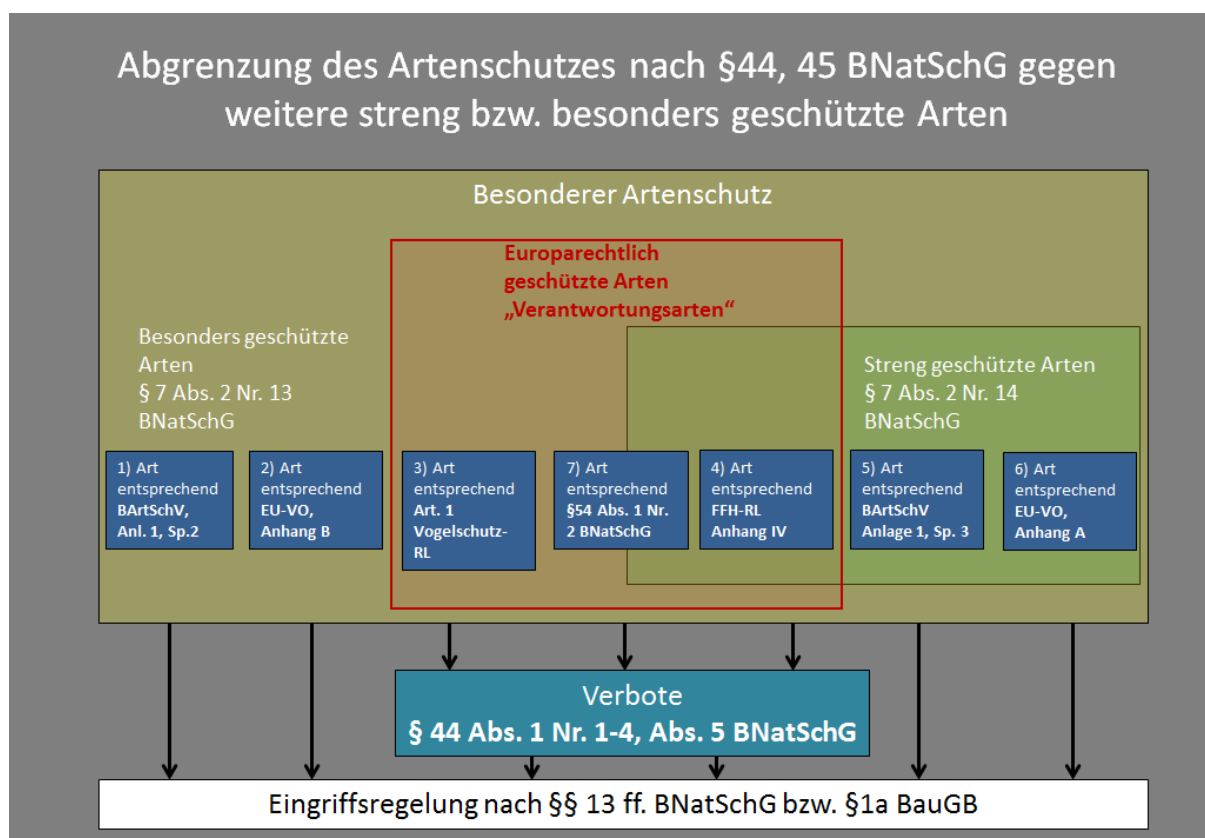 Abgrenzung des Artenschutzes nach §44, 45 BNatSchG gegen
weitere streng bzw. besonders geschützte Arten
Besonderer Artenschutz
Europarechtlich
geschützte Arten
„Verantwortungsarten“
Besonders geschützte
Arten
§ 7 Abs. 2 Nr. 13
BNatSchG
Streng geschützte Arten
§ 7 Abs. 2 Nr. 14
BNatSchG
1) Art
entsprechend
BArtSchV,
Anl. 1, Sp.2
2) Art
entsprechend
EU-VO,
Anhang B
3) Art
entsprechend
Art. 1
Vogelschutz-
RL
7) Art
entsprechend
§54 Abs. 1 Nr.
2 BNatSchG
4) Art
entsprechend
FFH-RL
Anhang IV
5) Art
entsprechend
BArtSchV
Anlage 1, Sp. 3
6) Art
entsprechend
EU-VO,
Anhang A
Verbote
§ 44 Abs. 1 Nr. 1-4, Abs. 5 BNatSchG
Eingriffsregelung nach §§ 13 ff. BNatSchG bzw. §1a BauGB